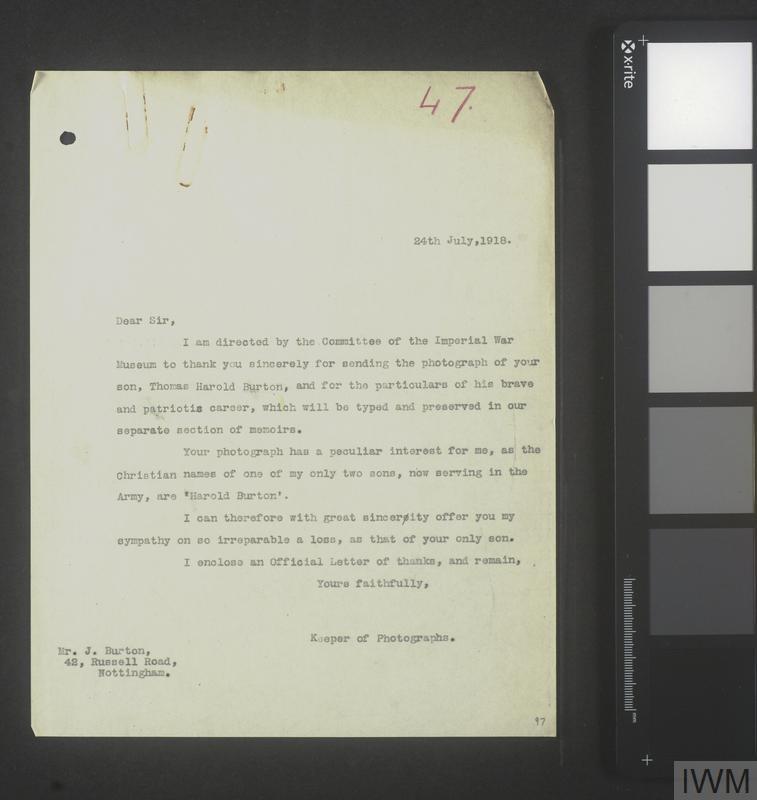 47.
24th July,1918.
Dear Sir,
I am directed by the Committee of the Imperial War
Museum to thank you sincerely for sending the photograph of your
son, Thomas Harold Burton, and for the particulars of his brave
and patriotis career, which will be typed and preserved in our
separate section of memoirs.
Your photograph has a peculiar interest for me, as the
Christian names of one of my only two sons, now serving in the
Army, are 'Harold Burton'.
I can therefore with great sincerity offer you my
sympathy on so irreparable a loss, as that of your only son.
I enclose an Official Letter of thanks, and remain,
Yours faithfully,
Keeper of Photographs.
Mr. J. Burton,
42, Russell Road,
Nottingham.
97
x-rite
mm
IWM